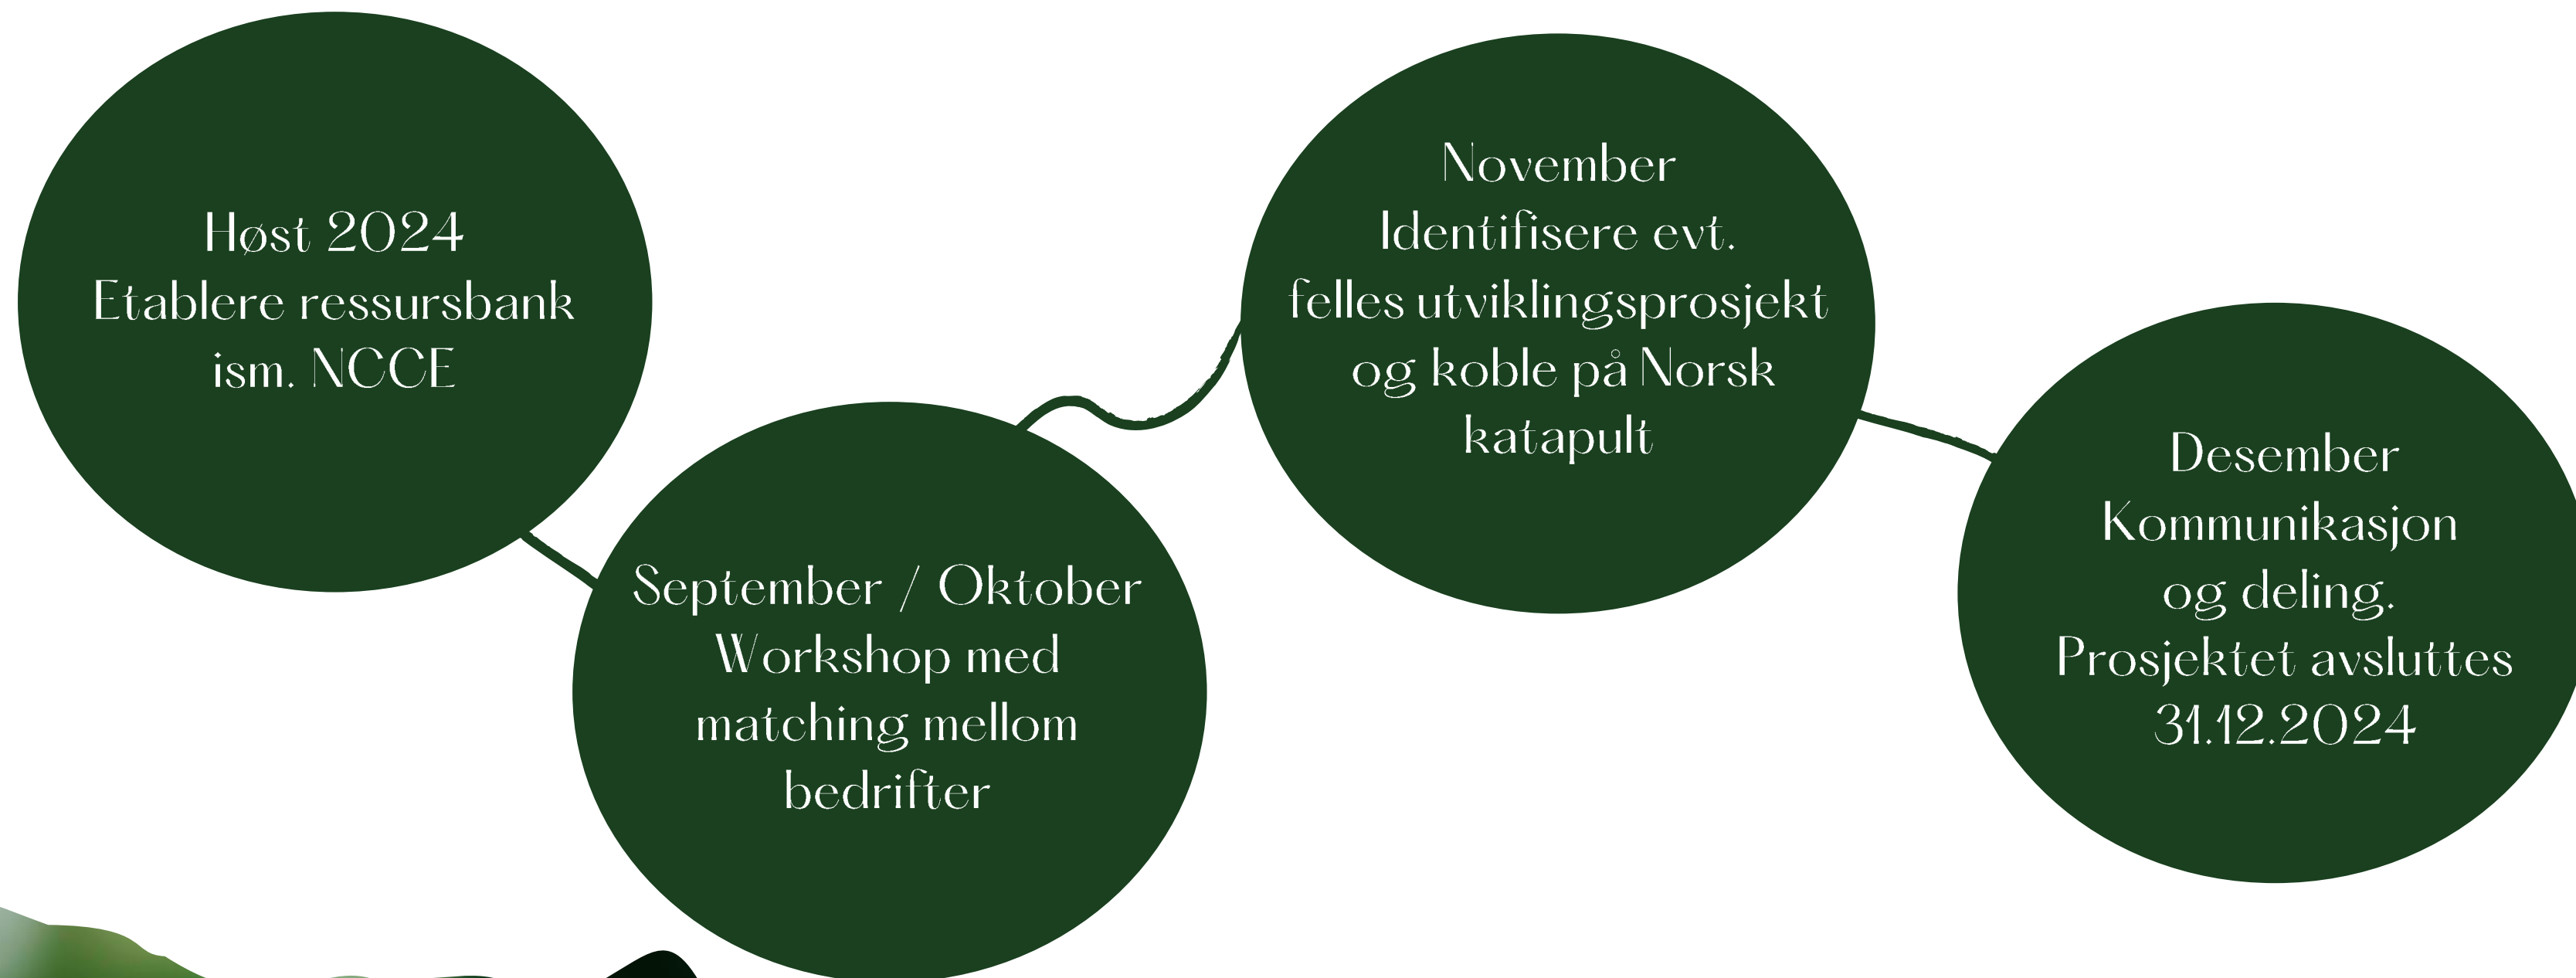 Høst 2024
Etablere ressursbank
ism. NCCE
September / Oktober
Workshop med
matching mellom
bedrifter
November
Identifisere evt.
felles utviklingsprosjekt
og koble på Norsk
katapult
Desember
Kommunikasjon
og deling.
Prosjektet avsluttes
31.12.2024